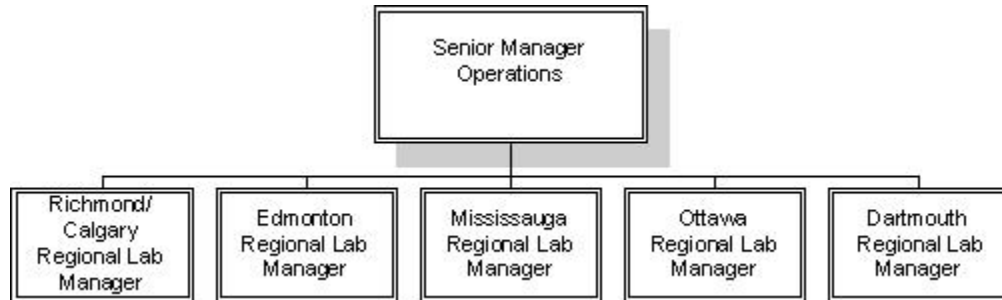 Senior Manager
Operations
Richmond/
Calgary
Regional Lab
Manager
Edmonton
Regional Lab
Manager
Mississauga
Regional Lab
Manager
Ottawa
Regional Lab
Manager
Dartmouth
Regional Lab
Manager